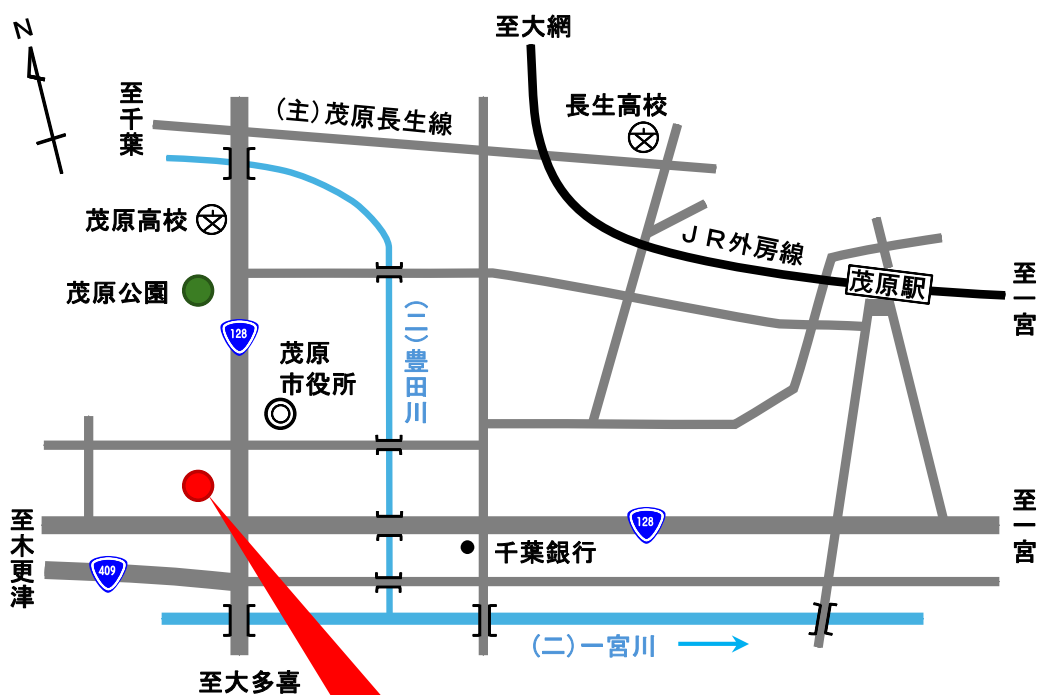 至大網
N
至千葉
(主)茂原長生線
長生高校
茂原高校
JR外房線
茂原公園
茂原駅
至一宮
128
茂原
市役所
(二)豊田川
至木更津
128
至一宮
千葉銀行
409
(二)一宮川
至大多喜